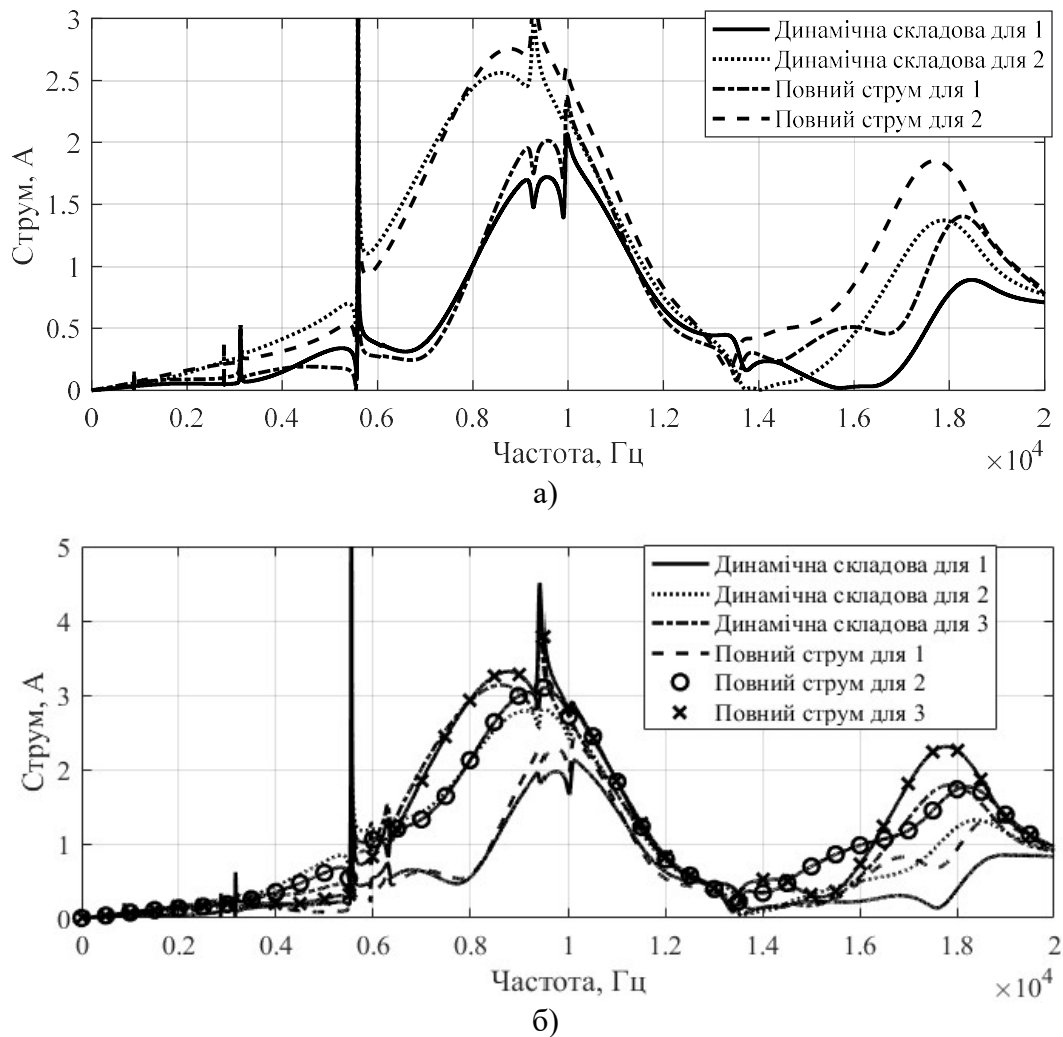 3
2.5
2
1.5
1
0.5
0
Струм, А
Динамічна складова для 1
Динамічна складова для 2
Повний струм для 1
Повний струм для 2
0 0.2 0.4 0.6 0.8 1 1.2 1.4 1.6 1.8 2
Частота, Гц
×10⁴
а)
5
4
3
2
1
0
Струм, А
Динамічна складова для 1
Динамічна складова для 2
Динамічна складова для 3
Повний струм для 1
Повний струм для 2
Повний струм для 3
0 0.2 0.4 0.6 0.8 1 1.2 1.4 1.6 1.8 2
Частота, Гц
×10⁴
б)